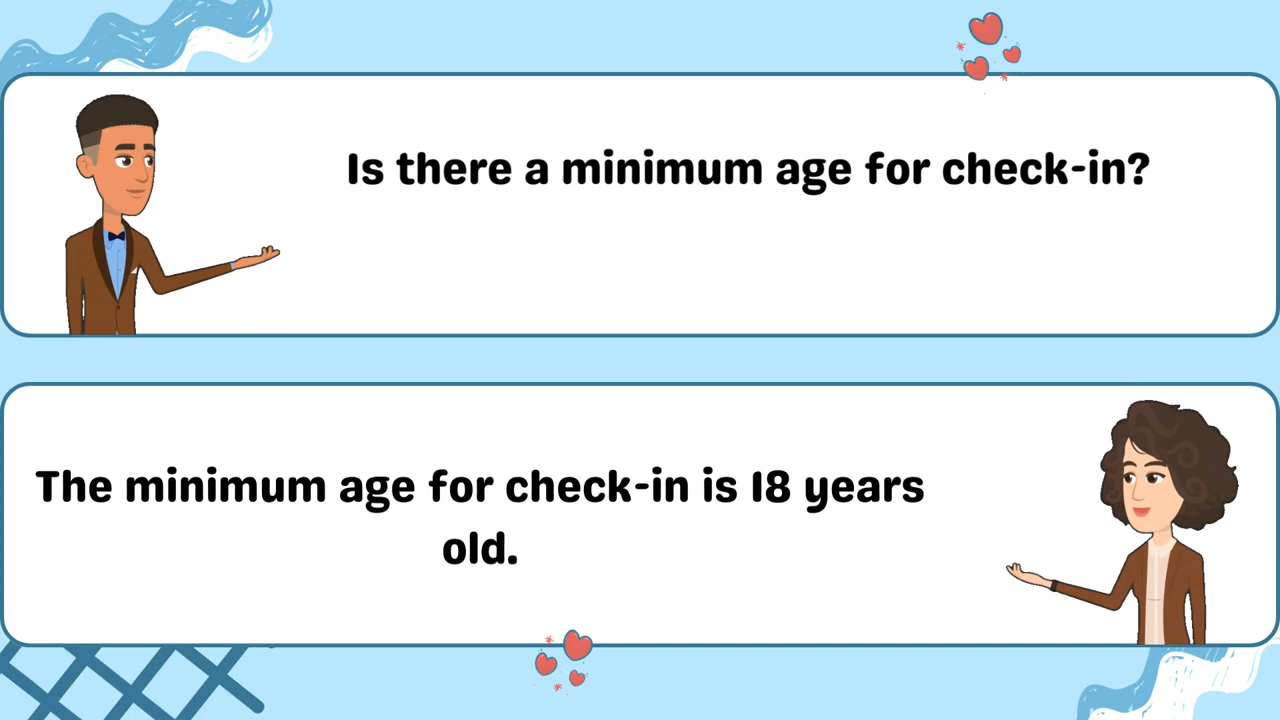 Is there a minimum age for check-in?
The minimum age for check-in is 18 years
old.